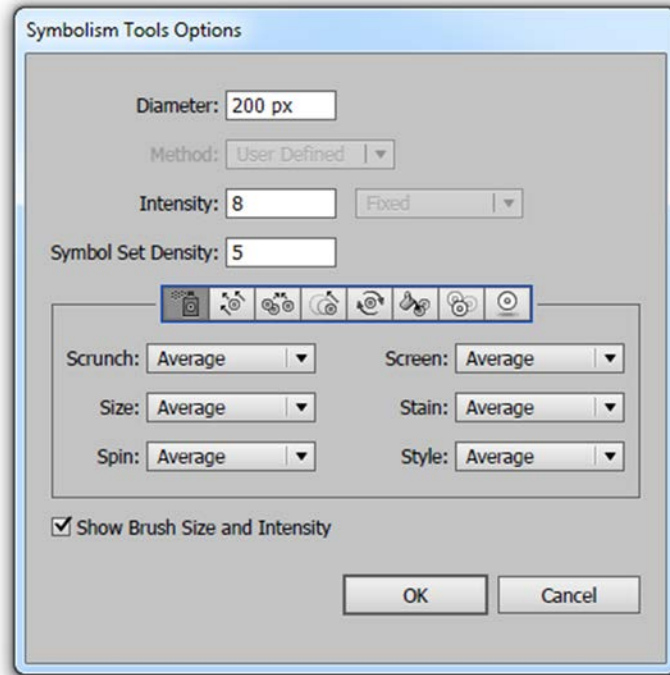 Symbolism Tools Options
Diameter: 200 px
Method: User Defined
Intensity: 8 Fixed
Symbol Set Density: 5
Scrunch: Average Screen: Average
Size: Average Stain: Average
Spin: Average Style: Average
Show Brush Size and Intensity
OK Cancel